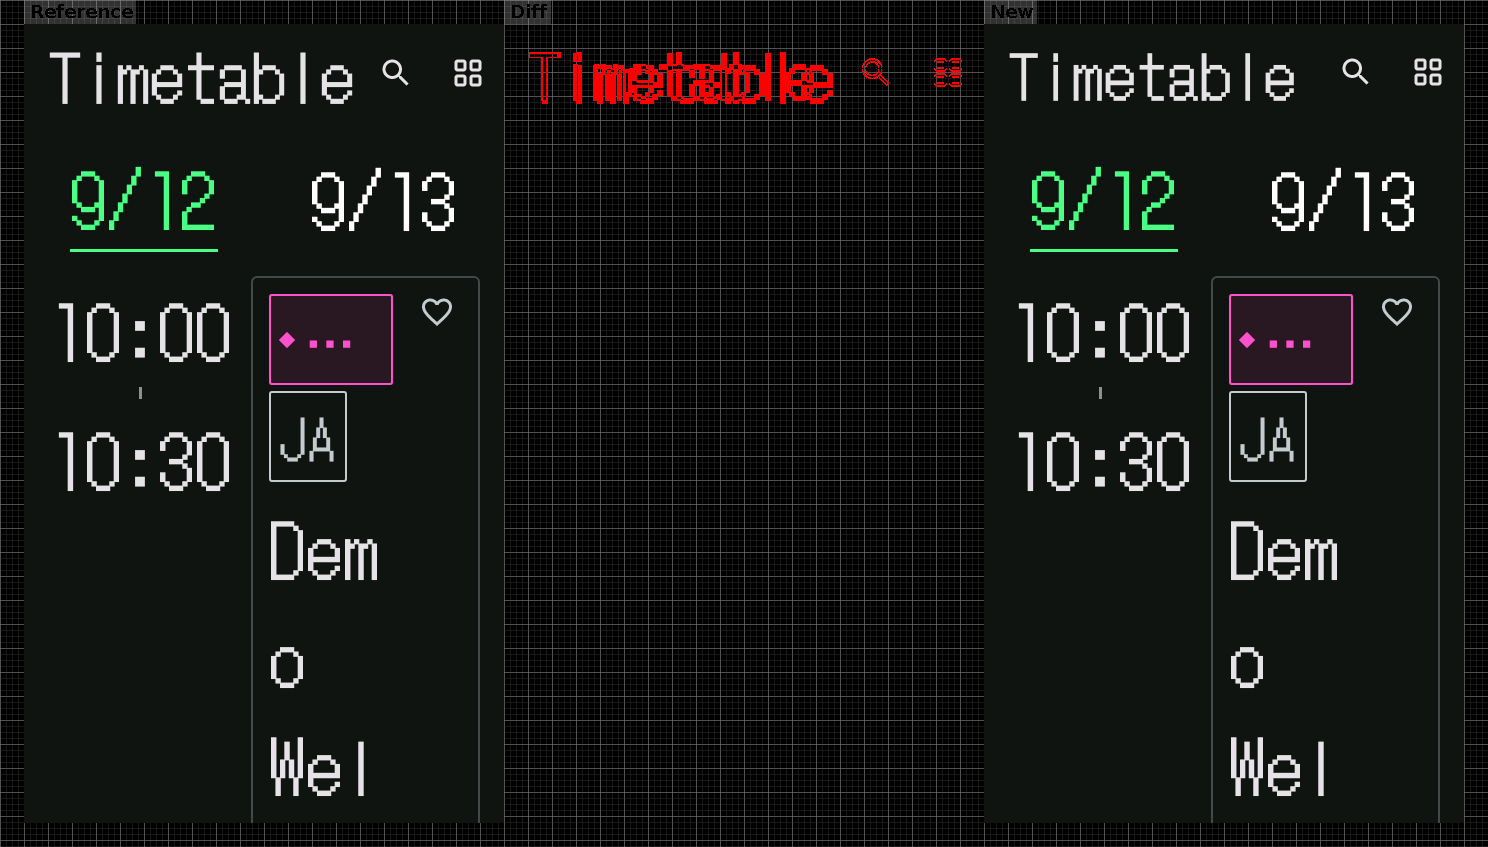 Reference
Diff
New
Timetable
9/12
9/13
10:00
10:30
...
JA
Dem
o
Wel
Timetable
Timetable
9/12
9/13
10:00
10:30
...
JA
Dem
o
Wel